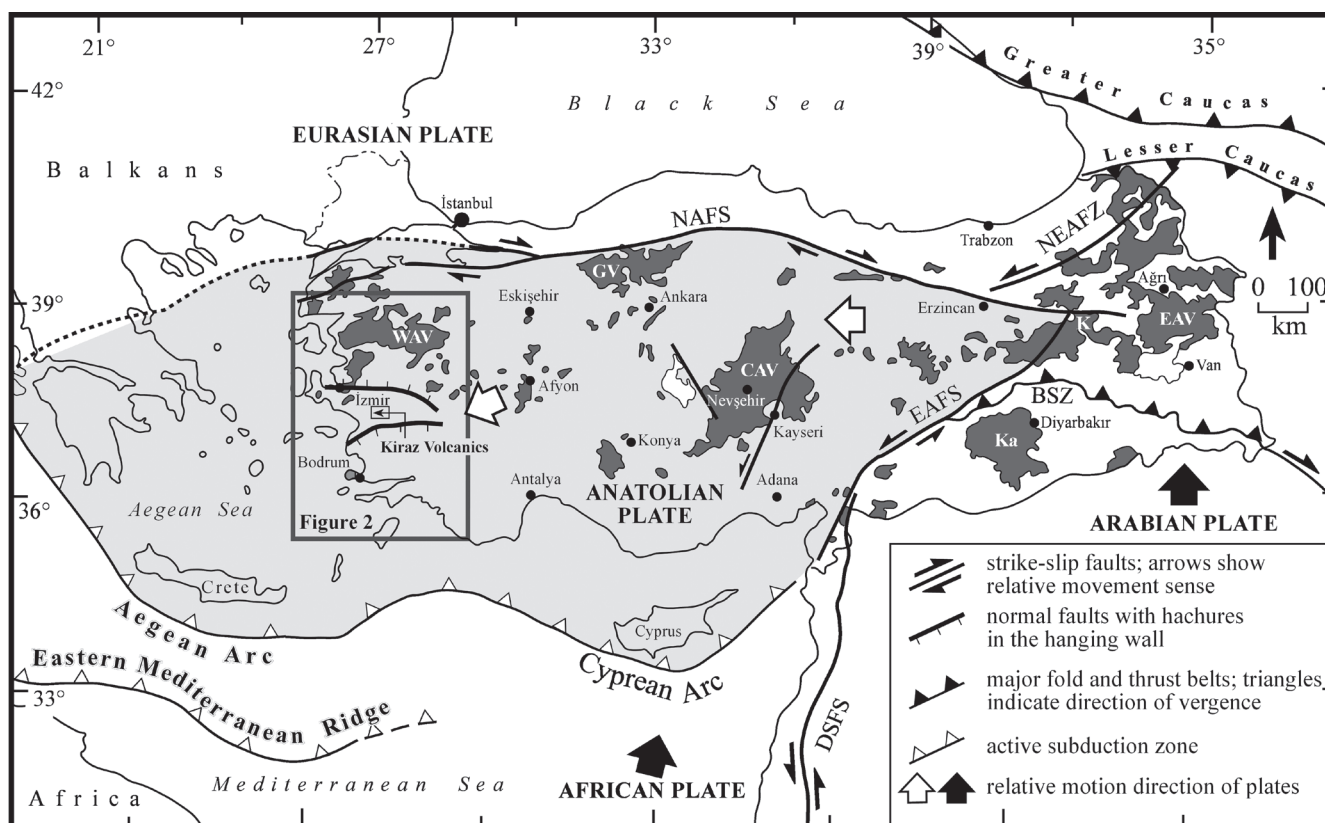 21°
27°
33°
39°
35°
42°
39°
36°
33°
Greater Caucas
Lesser Caucas
Black Sea
EURASIAN PLATE
Balkans
İstanbul
NAFS
NEAFZ
Trabzon
Ağrı
0 100
km
GV
Eskişehir
Ankara
Erzincan
K
EAV
WAV
Van
CAV
Afyon
Nevşehir
EAFS
BSZ
İzmir
Kayseri
Diyarbakır
Ka
Konya
Kiraz Volcanics
Bodrum
Antalya
Adana
ANATOLIAN
PLATE
Aegean Sea
Figure 2
ARABIAN PLATE
Crete
Cyprus
Aegean Arc
Cyprean Arc
Eastern Mediterranean Ridge
DSFS
Mediterranean Sea
AFRICAN PLATE
Africa
strike-slip faults; arrows show
relative movement sense
normal faults with hachures
in the hanging wall
major fold and thrust belts; triangles
indicate direction of vergence
active subduction zone
relative motion direction of plates